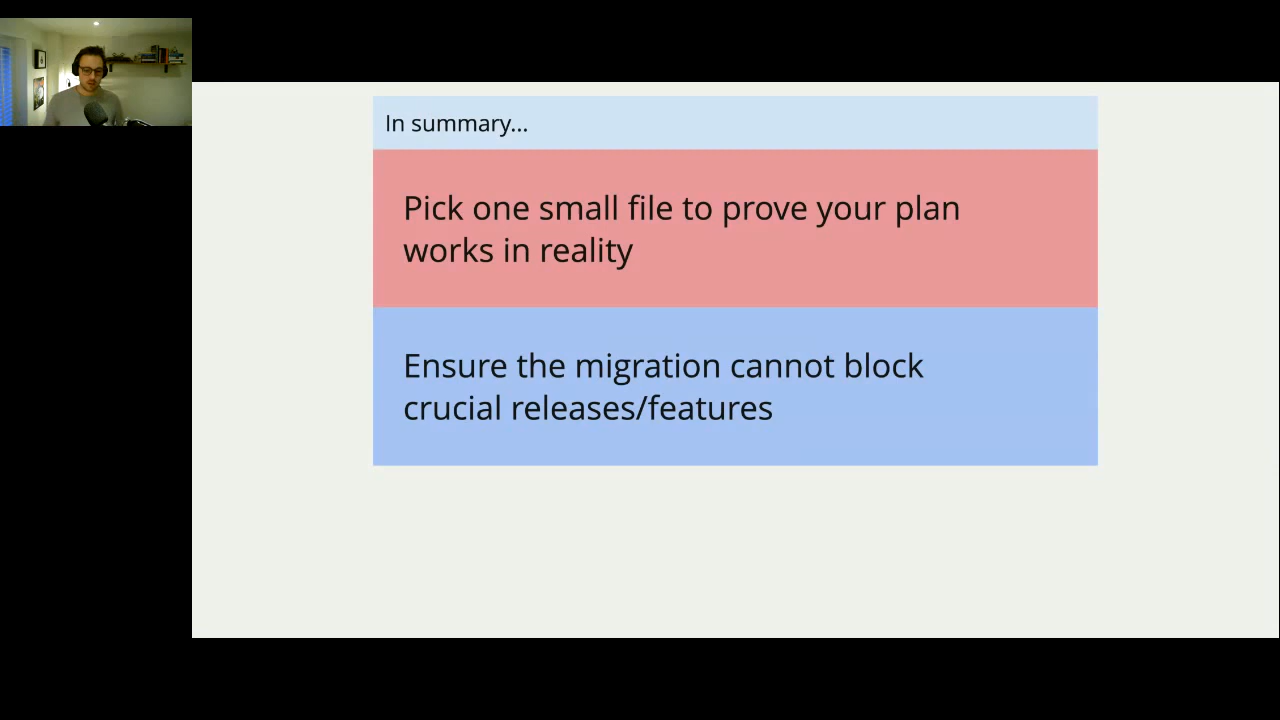 In summary...
Pick one small file to prove your plan
works in reality
Ensure the migration cannot block
crucial releases/features